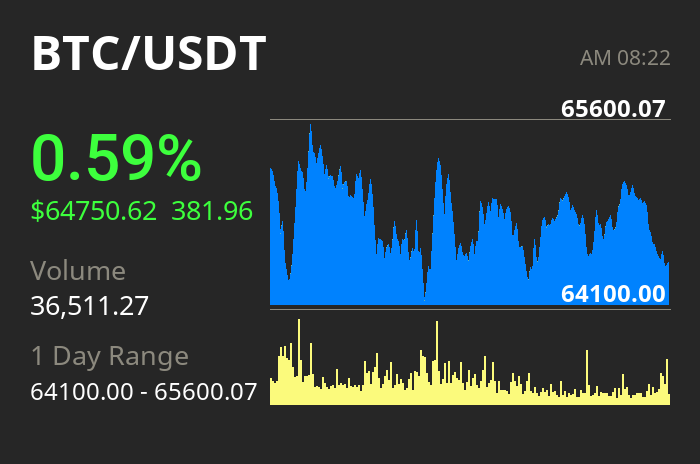 BTC/USDT
AM 08:22
65600.07
0.59%
$64750.62 381.96
Volume
36,511.27
64100.00
1 Day Range
64100.00 - 65600.07